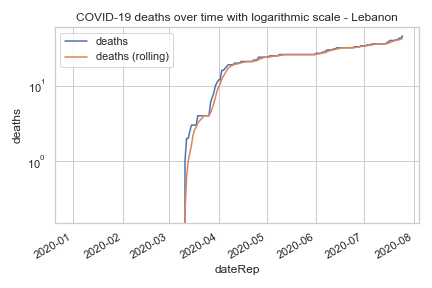 COVID-19 deaths over time with logarithmic scale - Lebanon
deaths
deaths (rolling)
10¹
10⁰
deaths
2020-01
2020-02
2020-03
2020-04
2020-05
2020-06
2020-07
2020-08
dateRep